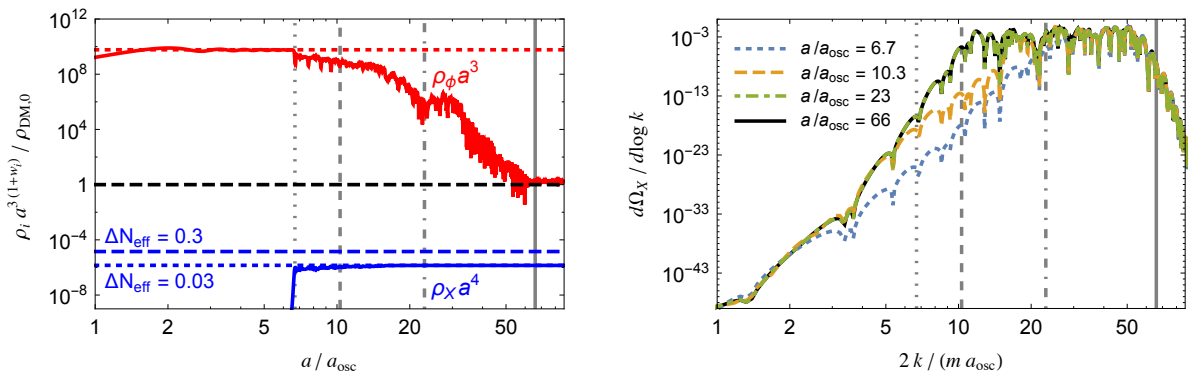 10^12
10^8
10^4
1
10^-4
10^-8
ρ_i a^{3 (1+w_i)} / ρ_{DM,0}
ρ_ϕ a^3
ΔN_eff = 0.3
ΔN_eff = 0.03
ρ_X a^4
1 2 5 10 20 50
a / a_osc
10^-3
10^-13
10^-23
10^-33
10^-43
dΩ_X / dlog k
a/a_osc = 6.7
a/a_osc = 10.3
a/a_osc = 23
a/a_osc = 66
1 2 5 10 20 50
2 k / (m a_osc)